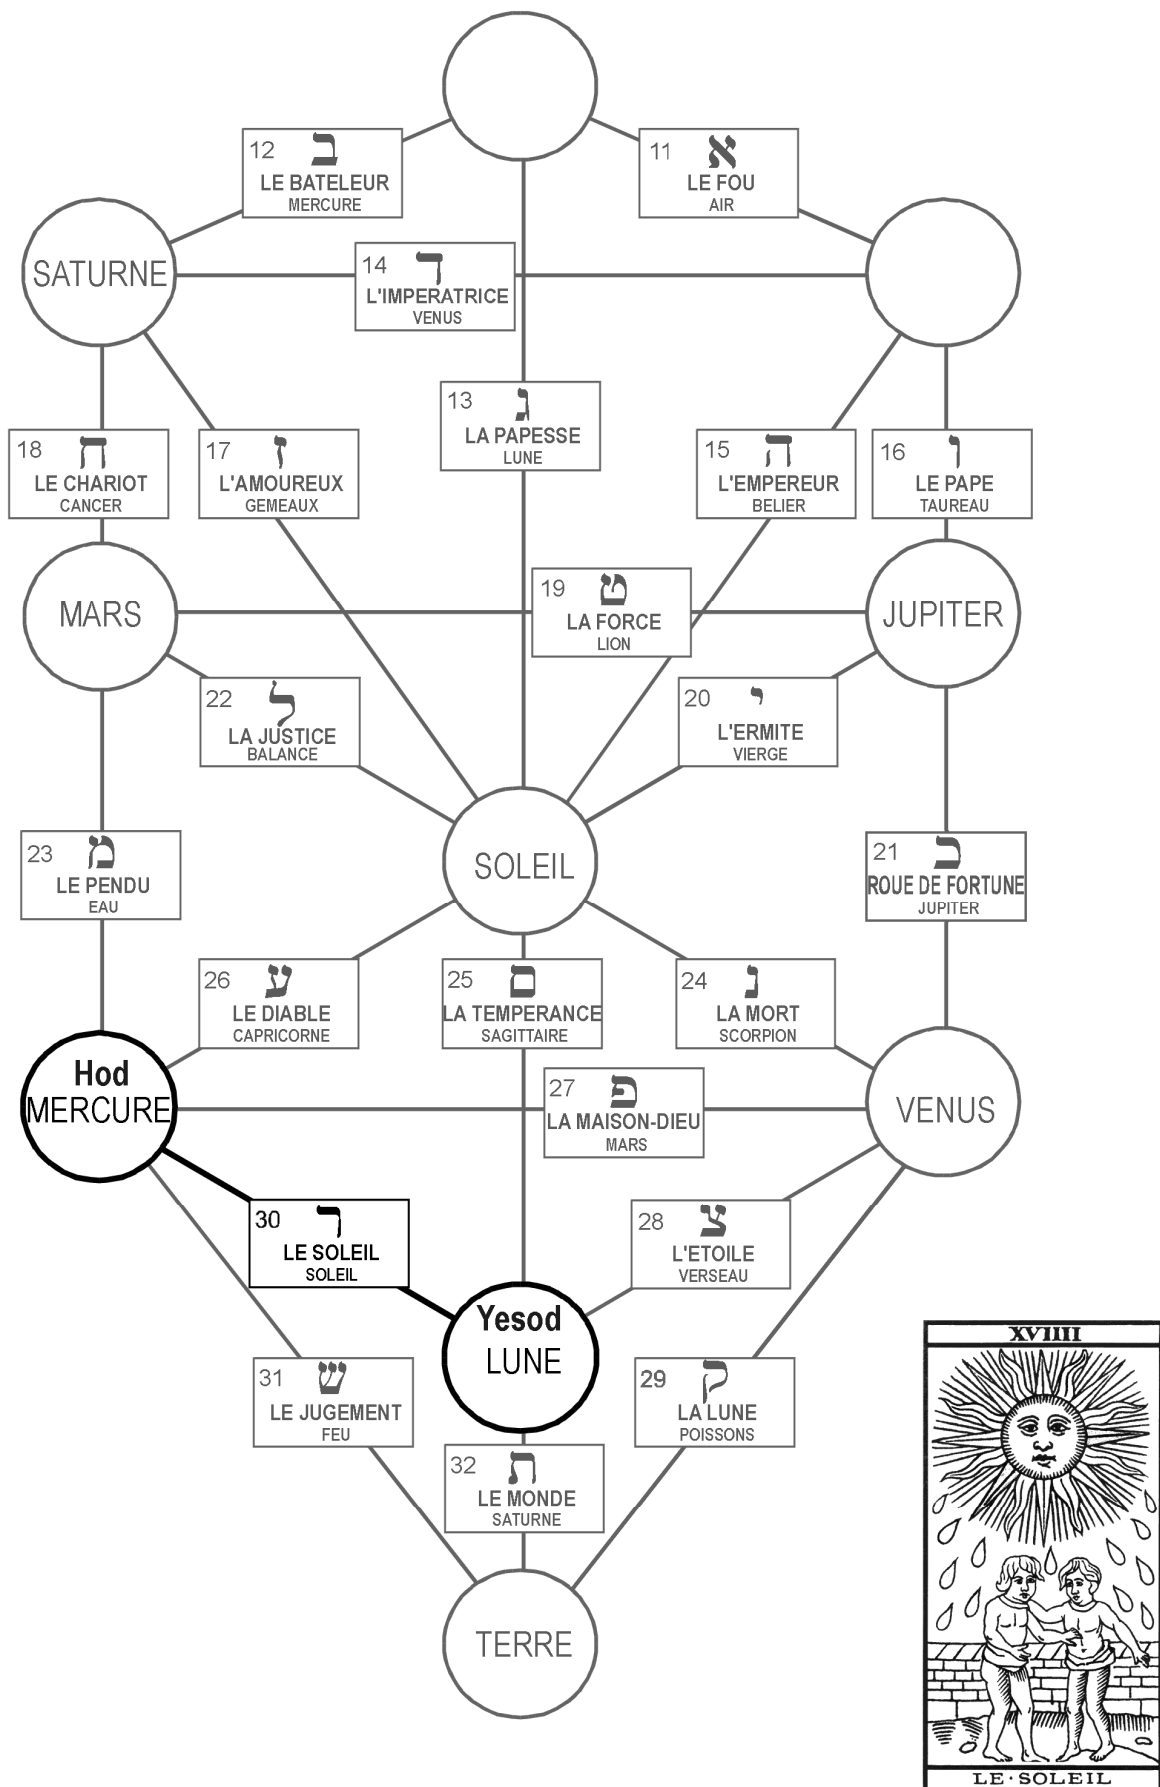 12 ב
LE BATELEUR
MERCURE
11 א
LE FOU
AIR
SATURNE
14 ד
L'IMPERATRICE
VENUS
13 ג
LA PAPESSE
LUNE
18 ח
LE CHARIOT
CANCER
17 ז
L'AMOUREUX
GEMEAUX
15 ה
L'EMPEREUR
BELIER
16 ו
LE PAPE
TAUREAU
MARS
19 ט
LA FORCE
LION
JUPITER
22 ל
LA JUSTICE
BALANCE
20 י
L'ERMITE
VIERGE
23 מ
LE PENDU
EAU
SOLEIL
21 כ
ROUE DE FORTUNE
JUPITER
26 ע
LE DIABLE
CAPRICORNE
25 ם
LA TEMPERANCE
SAGITTAIRE
24 נ
LA MORT
SCORPION
Hod
MERCURE
27 פ
LA MAISON-DIEU
MARS
VENUS
30 ר
LE SOLEIL
SOLEIL
28 צ
L'ETOILE
VERSEAU
Yesod
LUNE
31 ש
LE JUGEMENT
FEU
29 ק
LA LUNE
POISSONS
32 ת
LE MONDE
SATURNE
TERRE
XVIIII
LE·SOLEIL